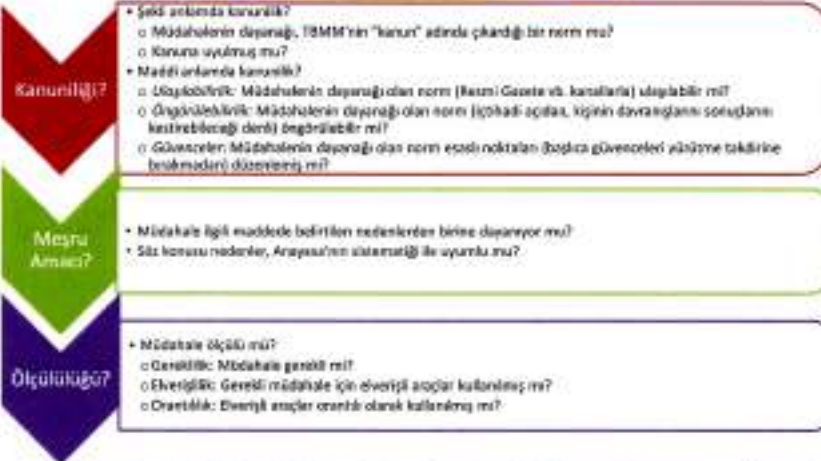 Kanuniliği?
• Şekli anlamda kanunilik?
o Müdahalenin dayanağı, TBMM'nin "kanun" adında çıkardığı bir norm mu?
o Kanuna uyulmuş mu?
• Maddi anlamda kanunilik?
o Ulaşılabilirlik: Müdahalenin dayanağı olan norm (Resmi Gazete vb. kanallarla) ulaşılabilir mi?
o Öngörülebilirlik: Müdahalenin dayanağı olan norm (içtihadi açıdan, kişinin davranışlarını sonuçlarını
kestirebileceği denli) öngörülebilir mi?
o Güvenceler: Müdahalenin dayanağı olan norm esaslı noktaları (başlıca güvenceleri yürütme takdirine
bırakmadan) düzenlemiş mi?
Meşru
Amacı?
• Müdahale ilgili maddede belirtilen nedenlerden birine dayanıyor mu?
• Söz konusu nedenler, Anayasa'nın sistematiği ile uyumlu mu?
Ölçülülüğü?
• Müdahale ölçülü mü?
o Gereklilik: Müdahale gerekli mi?
o Elverişlilik: Gerekli müdahale için elverişli araçlar kullanılmış mı?
o Orantılılık: Elverişli araçlar orantılı olarak kullanılmış mı?